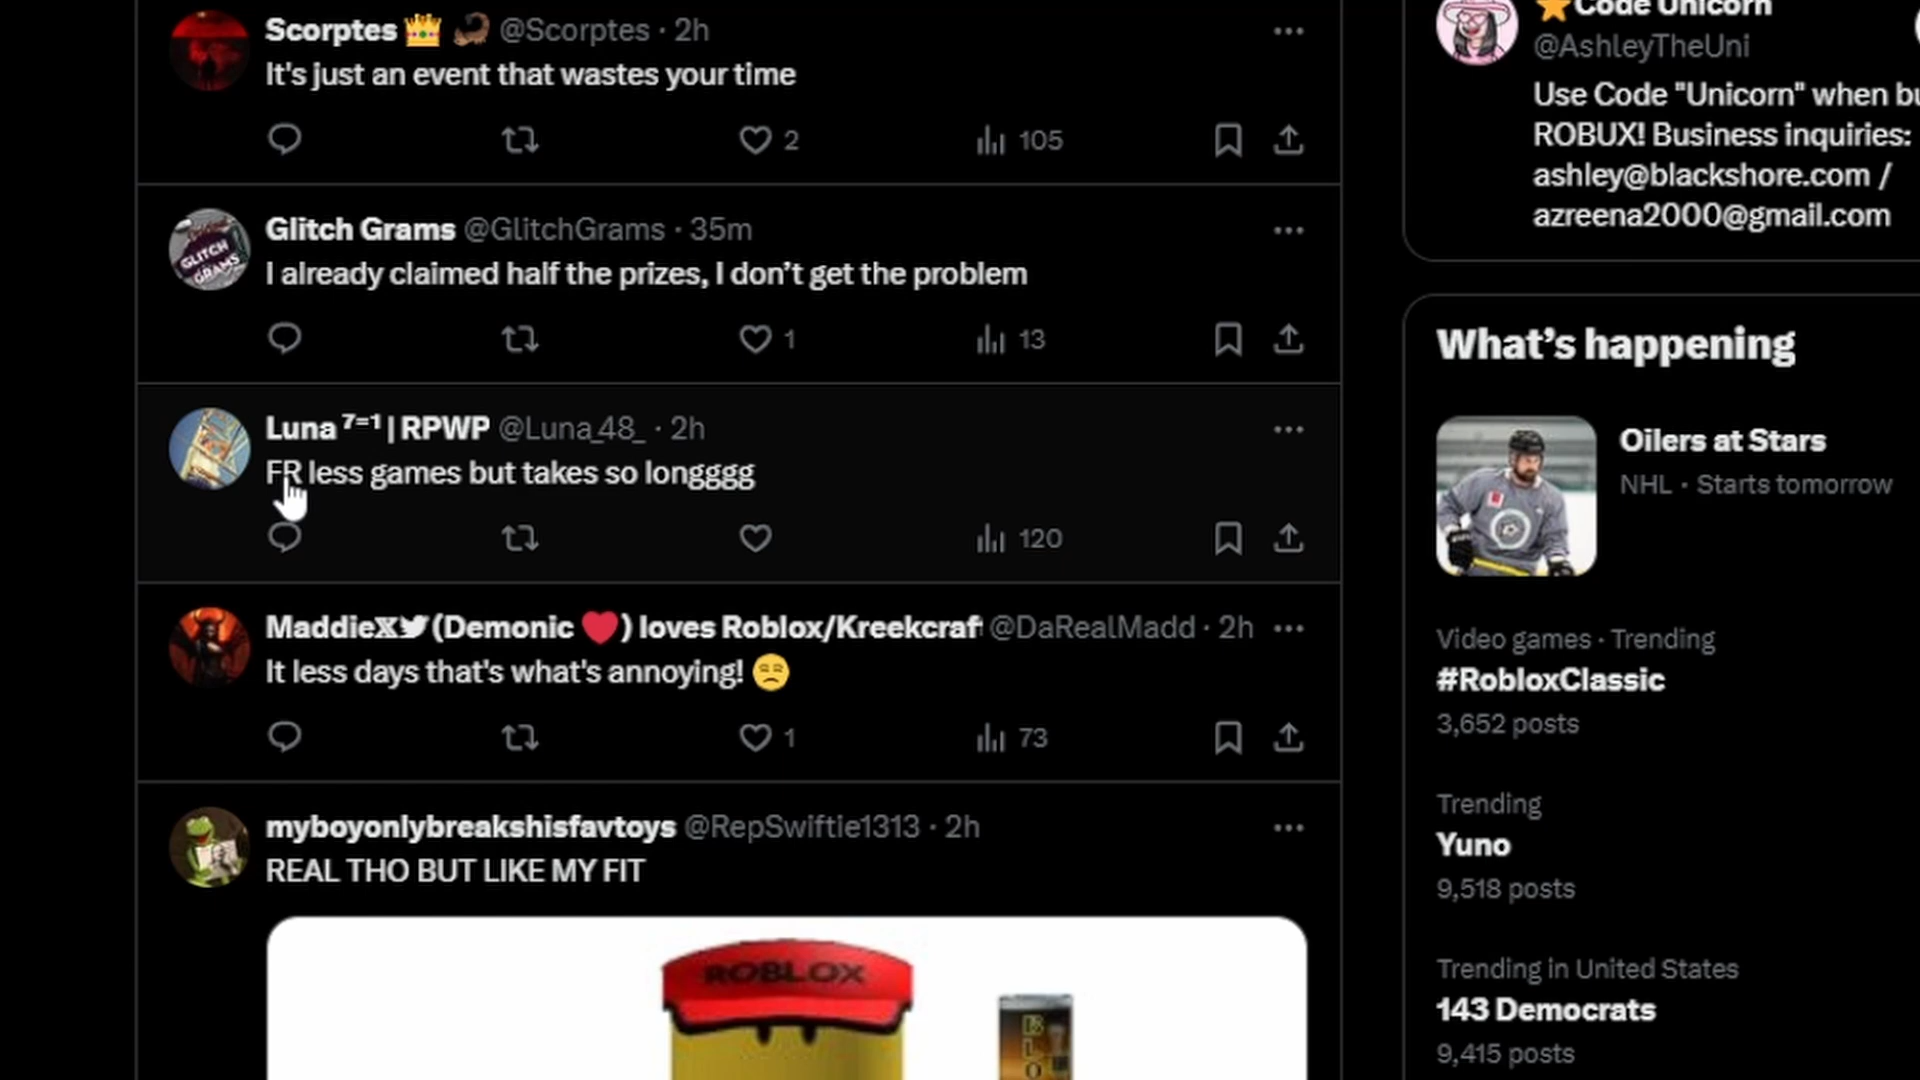 Scorptes 👑 🦂 @Scorptes · 2h
It's just an event that wastes your time
2 105
Glitch Grams @GlitchGrams · 35m
I already claimed half the prizes, I don’t get the problem
1 13
Luna ⁷⁼¹ | RPWP @Luna_48_ · 2h
FR less games but takes so longggg
120
Maddie𝕏(Demonic ❤️) loves Roblox/Kreekcraf @DaRealMadd · 2h
It less days that's what's annoying! 😒
1 73
myboyonlybreakshisfavtoys @RepSwiftie1313 · 2h
REAL THO BUT LIKE MY FIT
ROBLOX
BLO
GLITCH
GRAMS
⭐Code Unicorn
@AshleyTheUni
Use Code "Unicorn" when bu
ROBUX! Business inquiries:
ashley@blackshore.com /
azreena2000@gmail.com
What’s happening
Oilers at Stars
NHL · Starts tomorrow
Video games · Trending
#RobloxClassic
3,652 posts
Trending
Yuno
9,518 posts
Trending in United States
143 Democrats
9,415 posts